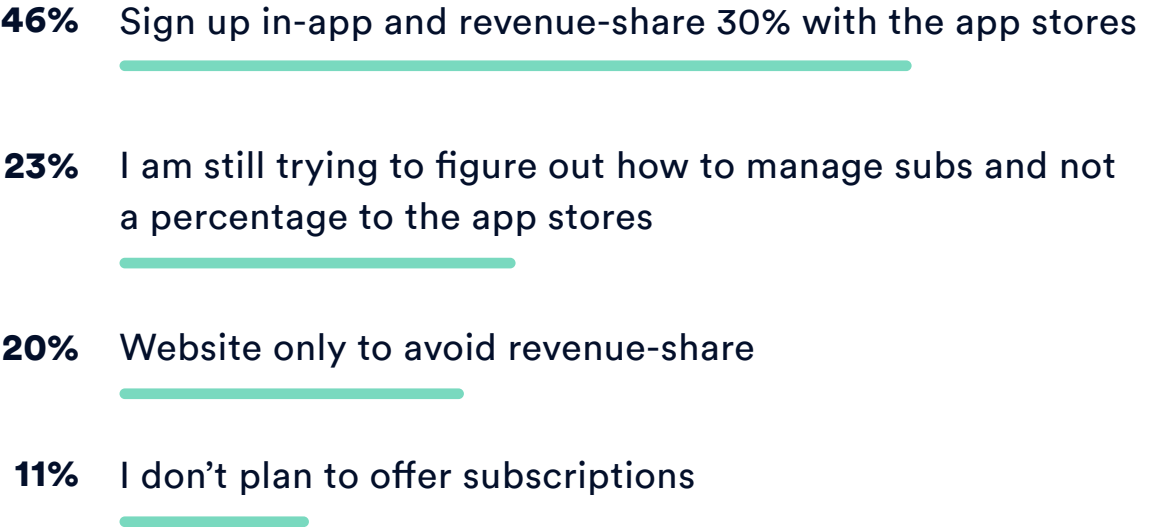 46% Sign up in-app and revenue-share 30% with the app stores
23% I am still trying to figure out how to manage subs and not
a percentage to the app stores
20% Website only to avoid revenue-share
11% I don’t plan to offer subscriptions